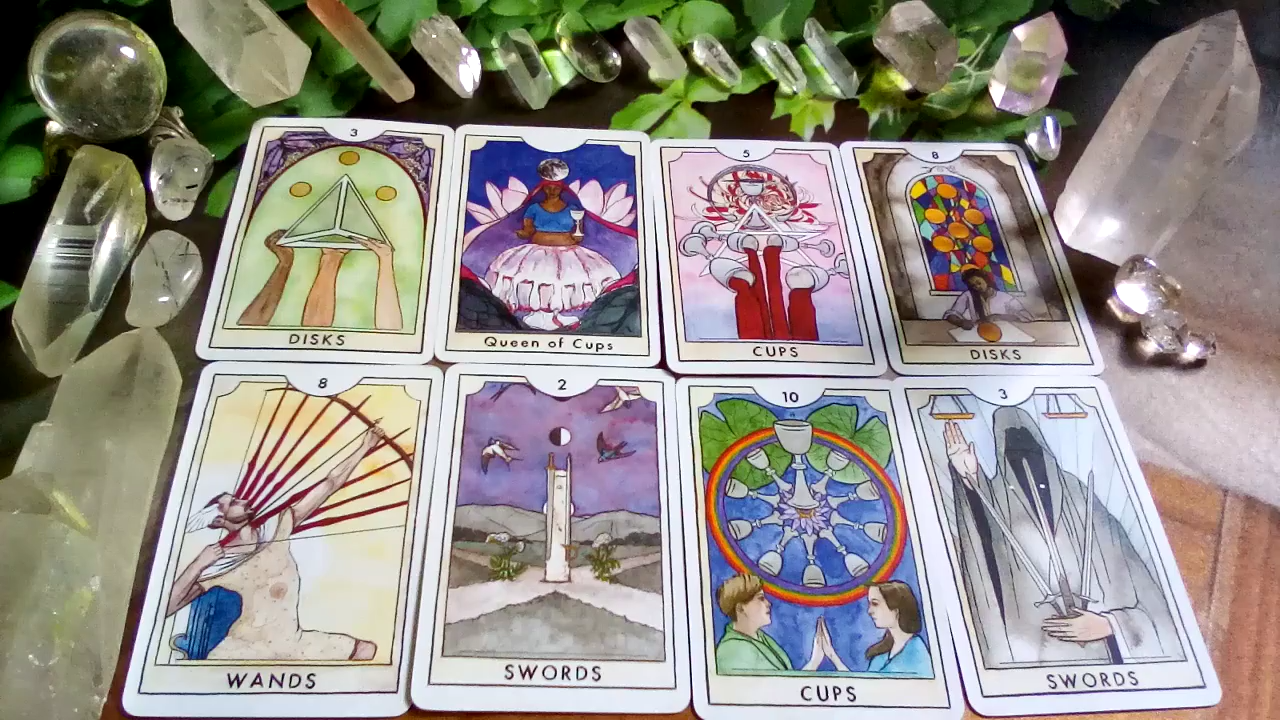 3
DISKS
Queen of Cups
5
CUPS
8
DISKS
8
WANDS
2
SWORDS
10
CUPS
3
SWORDS